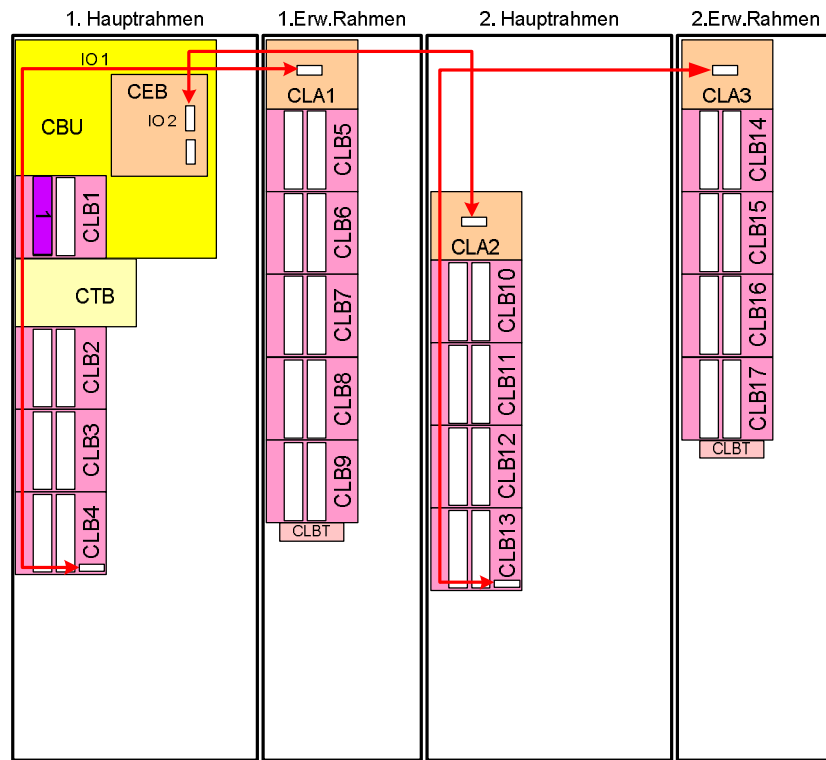 1. Hauptrahmen
1.Erw.Rahmen
2. Hauptrahmen
2.Erw.Rahmen
IO 1
CEB
IO 2
CBU
1
CLB1
CTB
CLB2
CLB3
CLB4
CLA1
CLB5
CLB6
CLB7
CLB8
CLB9
CLBT
CLA2
CLB10
CLB11
CLB12
CLB13
CLA3
CLB14
CLB15
CLB16
CLB17
CLBT